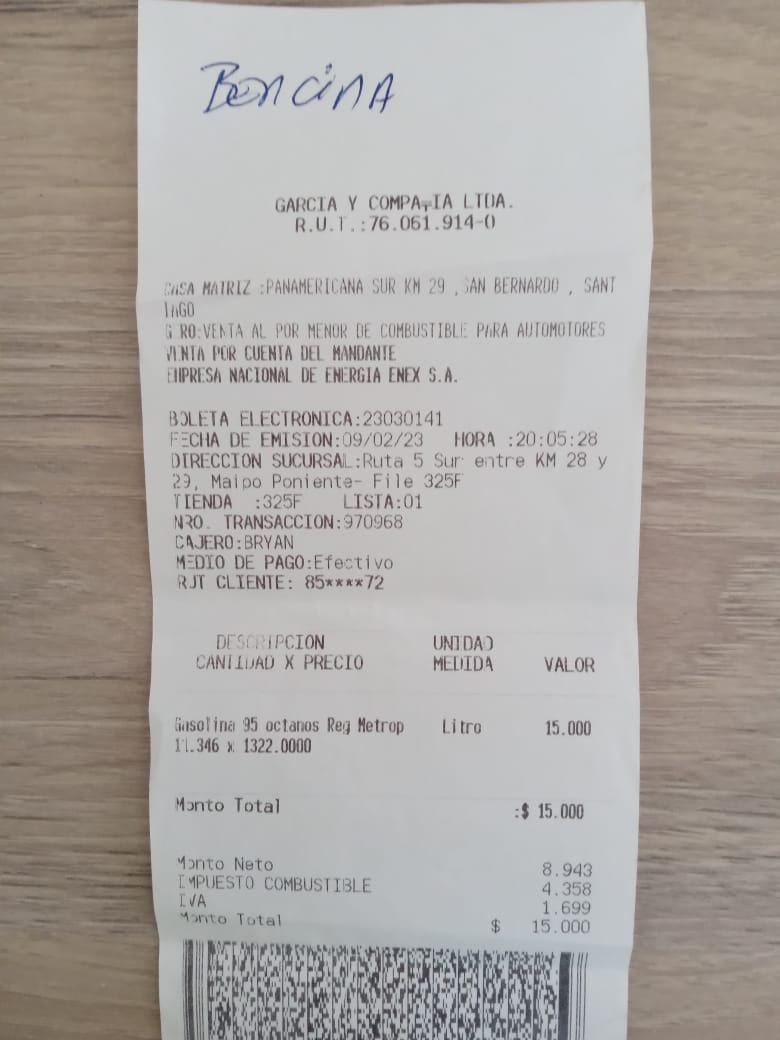 Bencina
GARCIA Y COMPA┬IA LTDA.
R.U.T.:76.061.914-0
CASA MATRIZ :PANAMERICANA SUR KM 29 ,SAN BERNARDO , SANT
IAGO
GIRO:VENTA AL POR MENOR DE COMBUSTIBLE PARA AUTOMOTORES
VENTA POR CUENTA DEL MANDANTE
EMPRESA NACIONAL DE ENERGIA ENEX S.A.
BOLETA ELECTRONICA:23030141
FECHA DE EMISION:09/02/23 HORA :20:05:28
DIRECCION SUCURSAL:Ruta 5 Sur entre KM 28 y
29, Maipo Poniente- File 325F
TIENDA :325F LISTA:01
NRO. TRANSACCION:970968
CAJERO:BRYAN
MEDIO DE PAGO:Efectivo
RUT CLIENTE: 85****72
DESCRIPCION UNIDAD
CANTIDAD X PRECIO MEDIDA VALOR
Gasolina 95 octanos Reg Metrop Litro 15.000
11.346 x 1322.0000
Monto Total :$ 15.000
Monto Neto 8.943
IMPUESTO COMBUSTIBLE 4.358
IVA 1.699
Monto Total $ 15.000